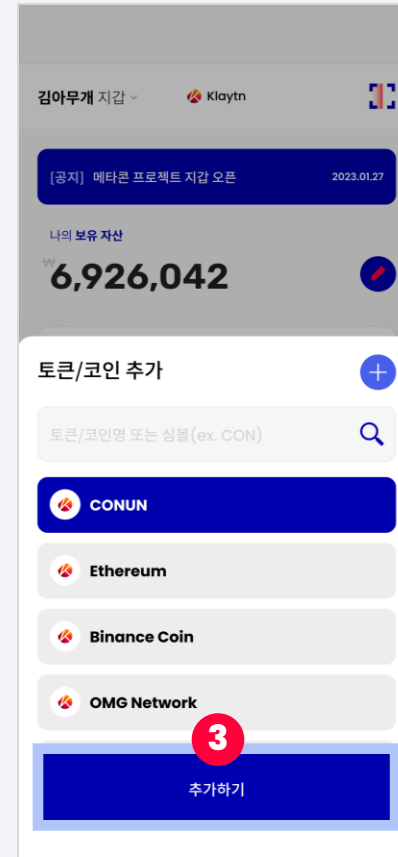 김아무개 지갑 Klaytn
[공지] 메타콘 프로젝트 지갑 오픈 2023.01.27
나의 보유 자산
₩6,926,042
토큰/코인 추가
토큰/코인명 또는 심볼(ex. CON)
CONUN
Ethereum
Binance Coin
OMG Network
3
추가하기